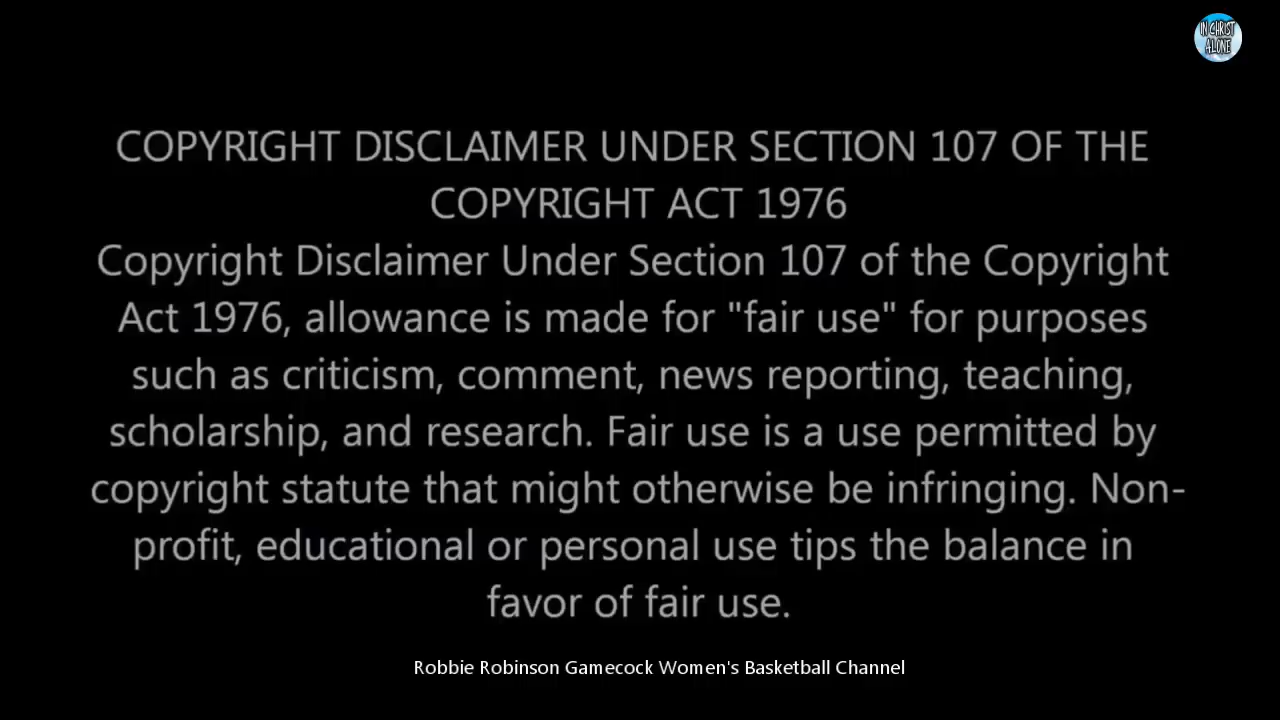 IN CHRIST
ALONE
COPYRIGHT DISCLAIMER UNDER SECTION 107 OF THE
COPYRIGHT ACT 1976
Copyright Disclaimer Under Section 107 of the Copyright
Act 1976, allowance is made for "fair use" for purposes
such as criticism, comment, news reporting, teaching,
scholarship, and research. Fair use is a use permitted by
copyright statute that might otherwise be infringing. Non-
profit, educational or personal use tips the balance in
favor of fair use.
Robbie Robinson Gamecock Women's Basketball Channel